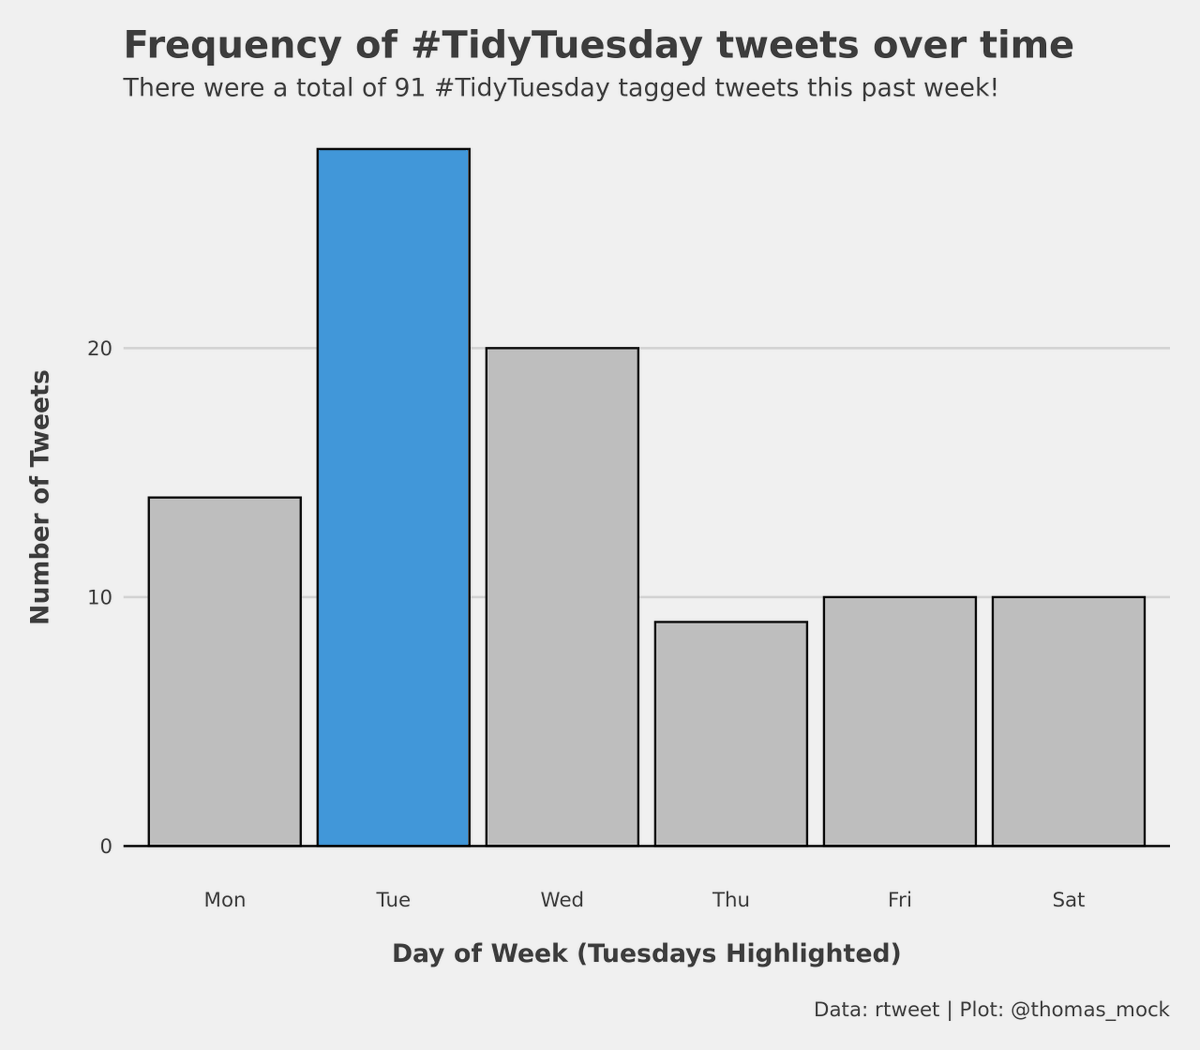 Frequency of #TidyTuesday tweets over time
There were a total of 91 #TidyTuesday tagged tweets this past week!
Number of Tweets
20
10
0
Mon Tue Wed Thu Fri Sat
Day of Week (Tuesdays Highlighted)
Data: rtweet | Plot: @thomas_mock